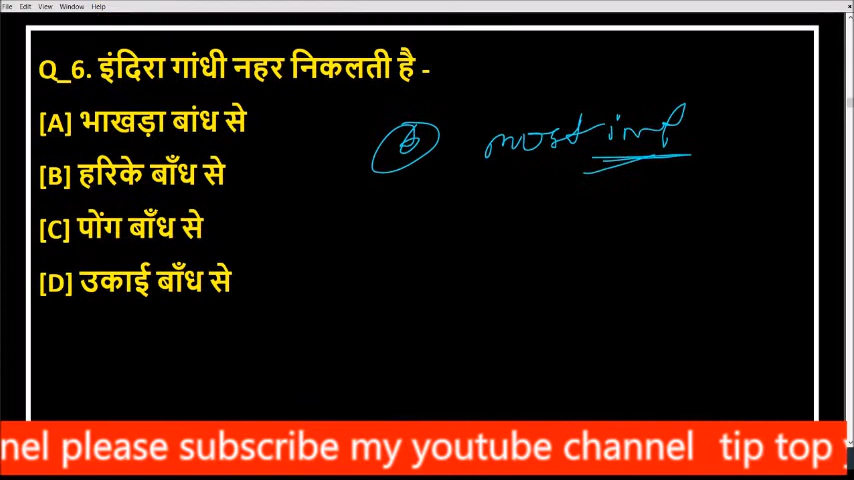 File Edit View Window Help
Q_6. इंदिरा गांधी नहर निकलती है -
[A] भाखड़ा बांध से
[B] हरिके बाँध से
[C] पोंग बाँध से
[D] उकाई बाँध से
most imp
nel please subscribe my youtube channel tip top